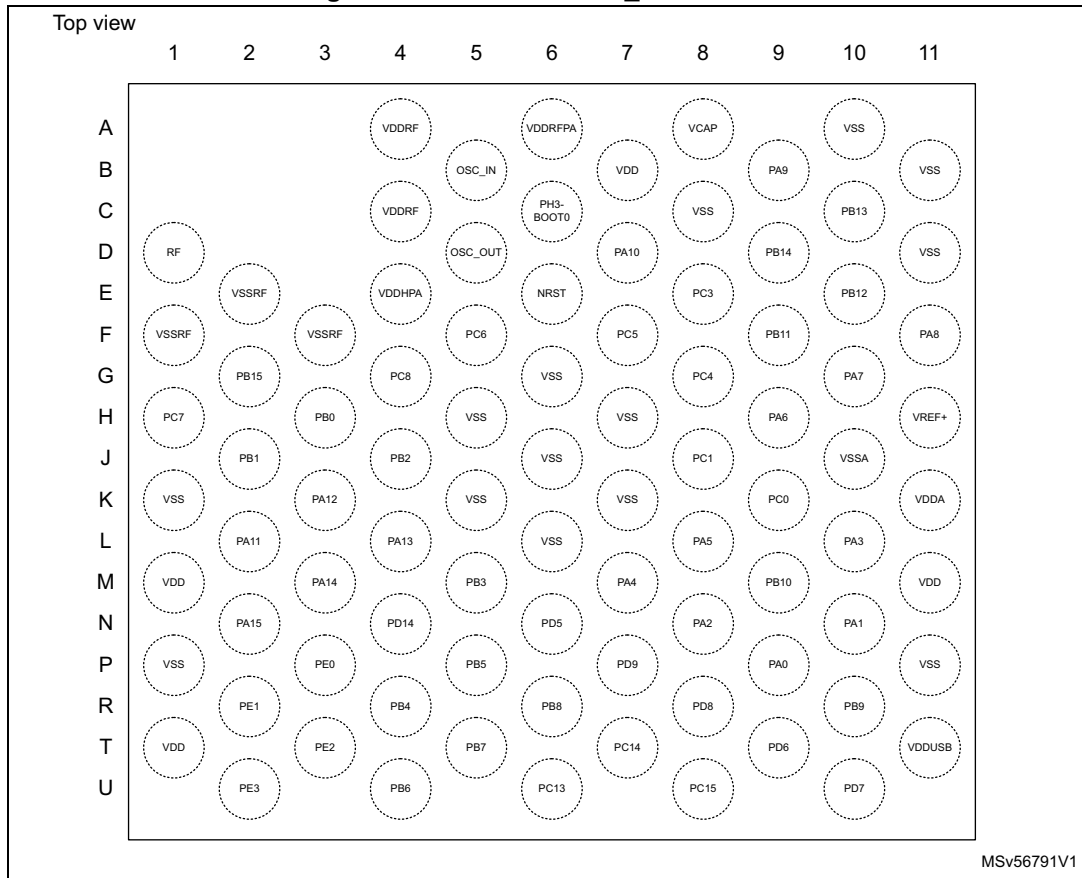 Top view
1 2 3 4 5 6 7 8 9 10 11
A VDDRF VDDRFPA VCAP VSS
B OSC_IN VDD PA9 VSS
C VDDRF PH3-BOOT0 VSS PB13
D RF OSC_OUT PA10 PB14 VSS
E VSSRF VDDHPA NRST PC3 PB12
F VSSRF VSSRF PC6 PC5 PB11 PA8
G PB15 PC8 VSS PC4 PA7
H PC7 PB0 VSS VSS PA6 VREF+
J PB1 PB2 VSS PC1 VSSA
K VSS PA12 VSS VSS PC0 VDDA
L PA11 PA13 VSS PA5 PA3
M VDD PA14 PB3 PA4 PB10 VDD
N PA15 PD14 PD5 PA2 PA1
P VSS PE0 PB5 PD9 PA0 VSS
R PE1 PB4 PB8 PD8 PB9
T VDD PE2 PB7 PC14 PD6 VDDUSB
U PE3 PB6 PC13 PC15 PD7
MSv56791V1